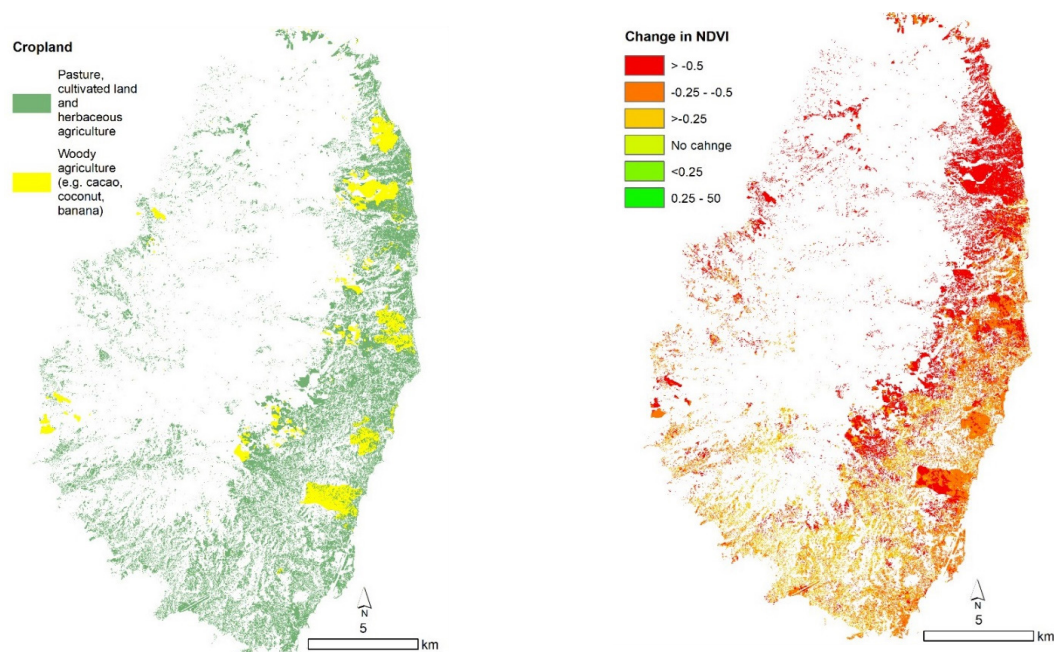 Cropland
Pasture,
cultivated land
and
herbaceous
agriculture
Woody
agriculture
(e.g. cacao,
coconut,
banana)
N
5
km
Change in NDVI
> -0.5
-0.25 - -0.5
>-0.25
No cahnge
<0.25
0.25 - 50
N
5
km